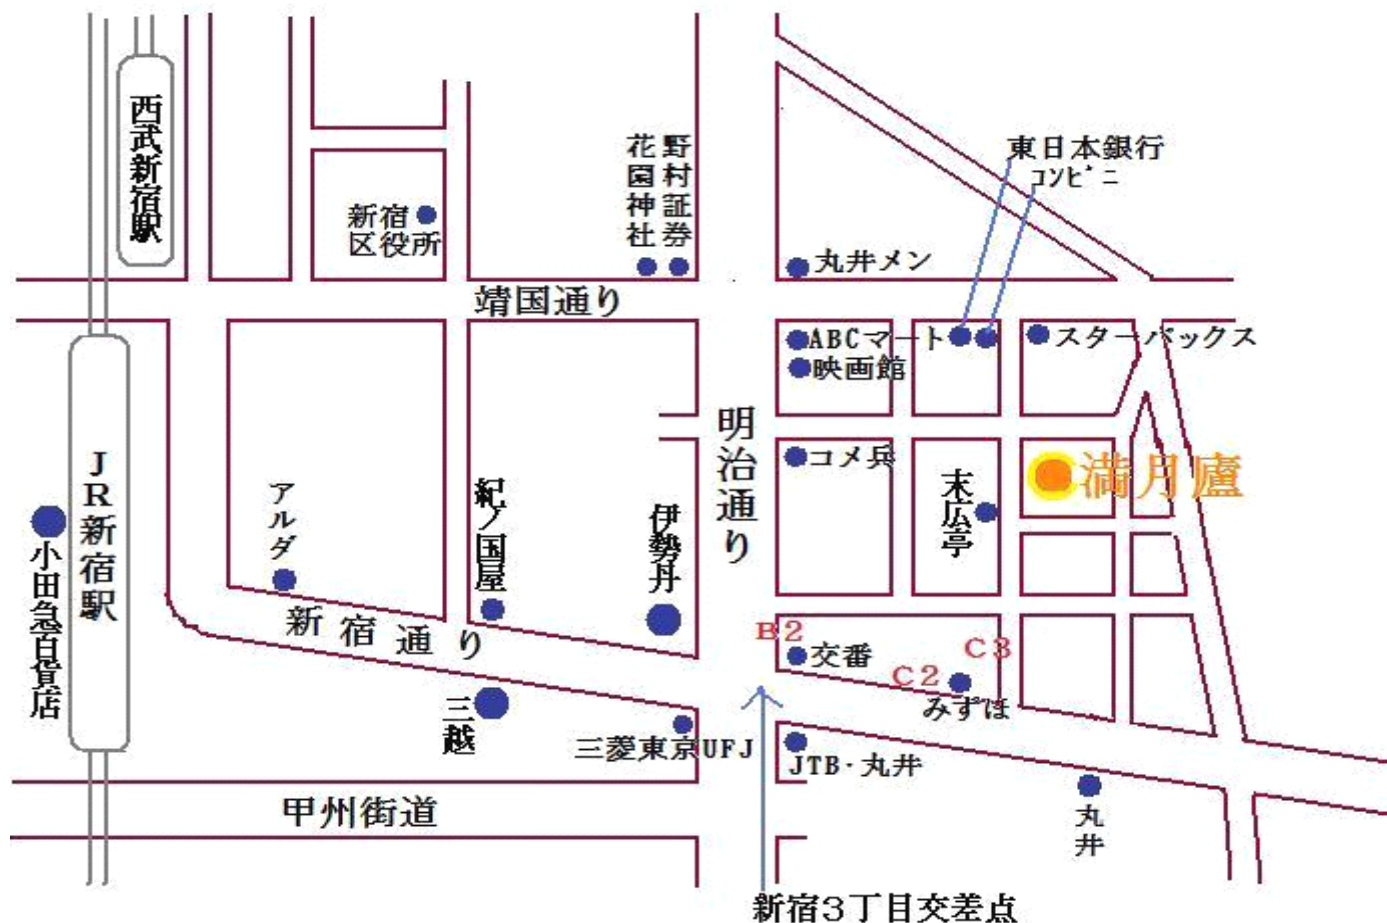 西武新宿駅
花園神社
野村証券
東日本銀行
コンビニ
新宿
区役所
丸井メン
靖国通り
ABCマート
スターバックス
映画館
明治通り
コメ兵
満月廬
JR新宿駅
アルダ
紀ノ国屋
伊勢丹
末広亭
小田急百貨店
新宿通り
B2
交番
C3
C2
みずほ
三越
三菱東京UFJ
JTB・丸井
甲州街道
丸井
新宿3丁目交差点